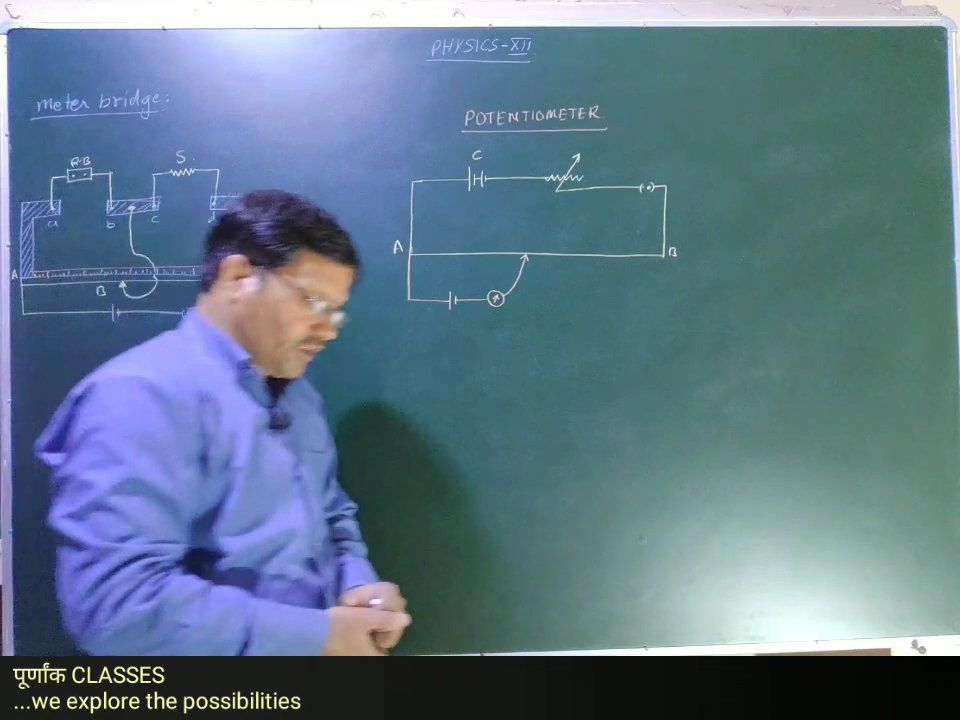 PHYSICS-XII
Meter bridge:
POTENTIOMETER
R.B
S
C
a
b
c
d
A
B
A
B
पूर्णांक CLASSES
...we explore the possibilities